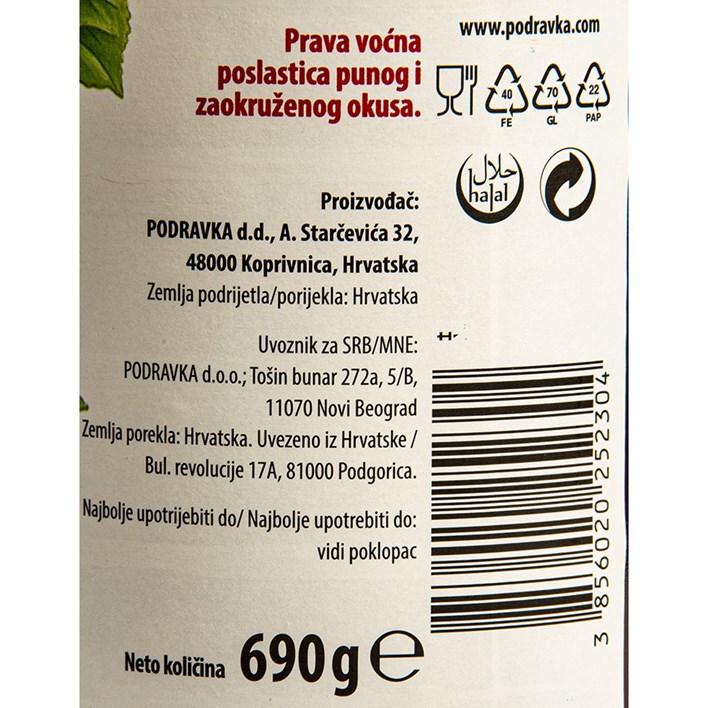 Prava voćna
poslastica punog i
zaokruženog okusa.
www.podravka.com
40
FE
70
GL
22
PAP
حلال
halal
Proizvođač:
PODRAVKA d.d., A. Starčevića 32,
48000 Koprivnica, Hrvatska
Zemlja podrijetla/porijekla: Hrvatska
Uvoznik za SRB/MNE:
PODRAVKA d.o.o.; Tošin bunar 272a, 5/B,
11070 Novi Beograd
Zemlja porekla: Hrvatska. Uvezeno iz Hrvatske /
Bul. revolucije 17A, 81000 Podgorica.
Najbolje upotrijebiti do/ Najbolje upotrebiti do:
vidi poklopac
3 856020 252304
Neto količina 690 g ℮